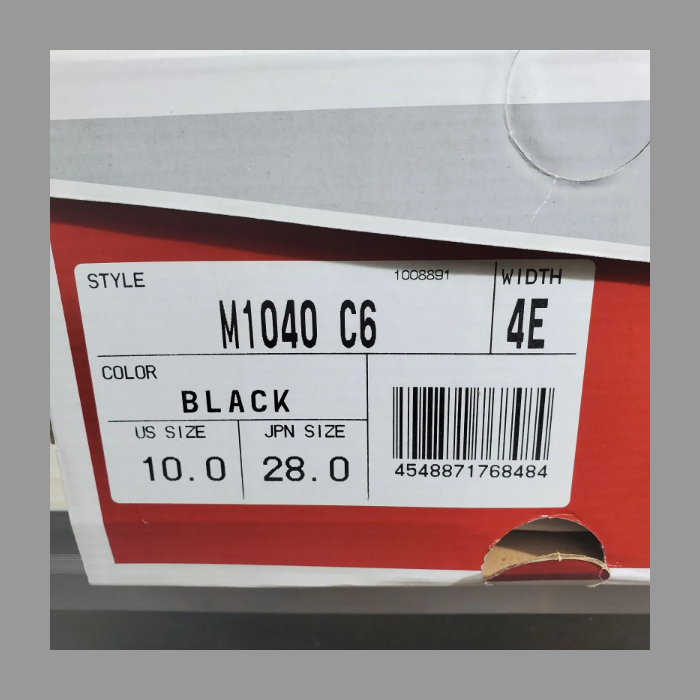 STYLE 1008891 WIDTH
M1040 C6 4E
COLOR
BLACK
US SIZE JPN SIZE
10.0 28.0
4548871768484